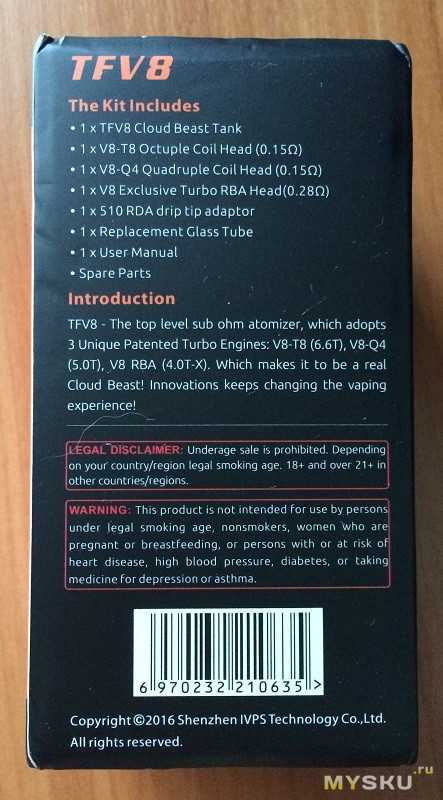 TFV8
The Kit Includes
• 1 x TFV8 Cloud Beast Tank
• 1 x V8-T8 Octuple Coil Head (0.15Ω)
• 1 x V8-Q4 Quadruple Coil Head (0.15Ω)
• 1 x V8 Exclusive Turbo RBA Head(0.28Ω)
• 1 x 510 RDA drip tip adaptor
• 1 x Replacement Glass Tube
• 1 x User Manual
• Spare Parts
Introduction
TFV8 - The top level sub ohm atomizer, which adopts
3 Unique Patented Turbo Engines: V8-T8 (6.6T), V8-Q4
(5.0T), V8 RBA (4.0T-X). Which makes it to be a real
Cloud Beast! Innovations keeps changing the vaping
experience!
LEGAL DISCLAIMER: Underage sale is prohibited. Depending
on your country/region legal smoking age. 18+ and over 21+ in
other countries/regions.
WARNING: This product is not intended for use by persons
under legal smoking age, nonsmokers, women who are
pregnant or breastfeeding, or persons with or at risk of
heart disease, high blood pressure, diabetes, or taking
medicine for depression or asthma.
6 970232 210635 >
Copyright ©2016 Shenzhen IVPS Technology Co.,Ltd.
All rights reserved.
MYSKU.ru